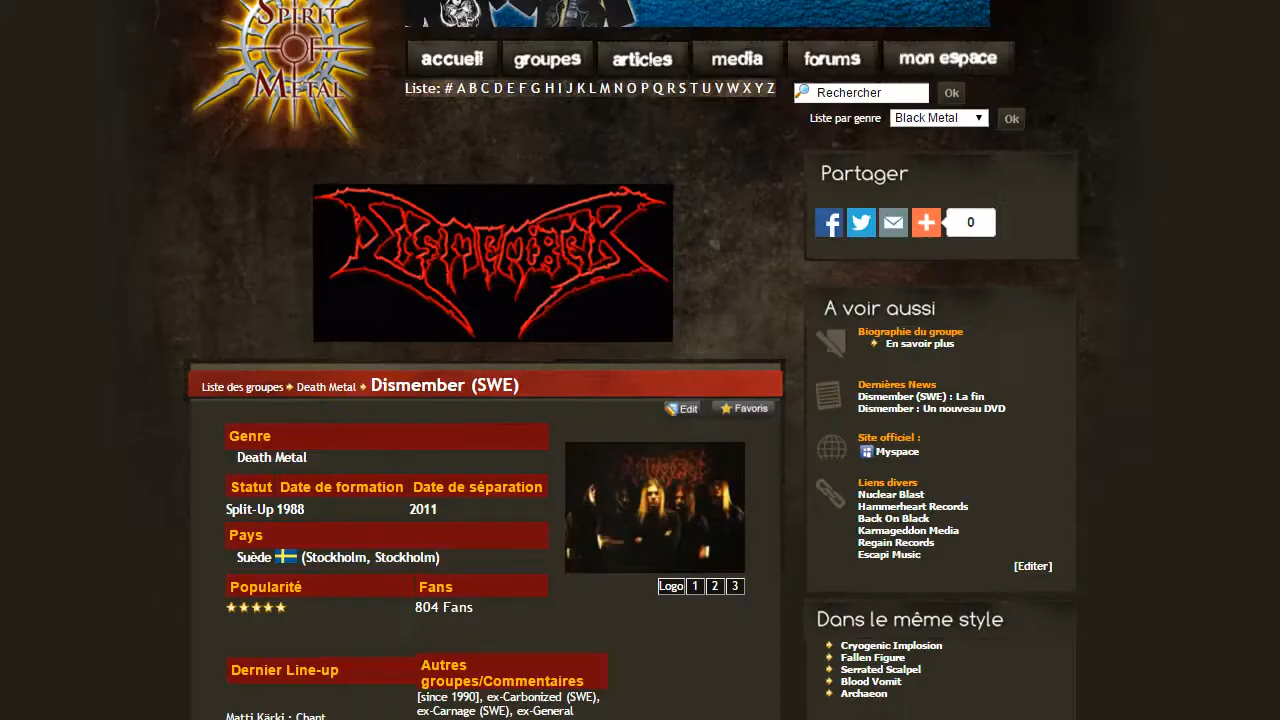 SPIRIT
OF
METAL
accueil groupes articles media forums mon espace
Liste: # A B C D E F G H I J K L M N O P Q R S T U V W X Y Z
Rechercher Ok
Liste par genre Black Metal Ok
Partager
0
DISMEMBER
A voir aussi
Biographie du groupe
En savoir plus
Dernières News
Dismember (SWE) : La fin
Dismember : Un nouveau DVD
Site officiel :
Myspace
Liens divers
Nuclear Blast
Hammerheart Records
Back On Black
Karmageddon Media
Regain Records
Escapi Music
[Editer]
Dans le même style
Cryogenic Implosion
Fallen Figure
Serrated Scalpel
Blood Vomit
Archaeon
Liste des groupes Death Metal Dismember (SWE)
Edit Favoris
Genre
Death Metal
Statut Date de formation Date de séparation
Split-Up 1988 2011
Pays
Suède (Stockholm, Stockholm)
Logo 1 2 3
Popularité Fans
804 Fans
Dernier Line-up
Autres
groupes/Commentaires
[since 1990], ex-Carbonized (SWE),
ex-Carnage (SWE), ex-General
Matti Kärki : Chant